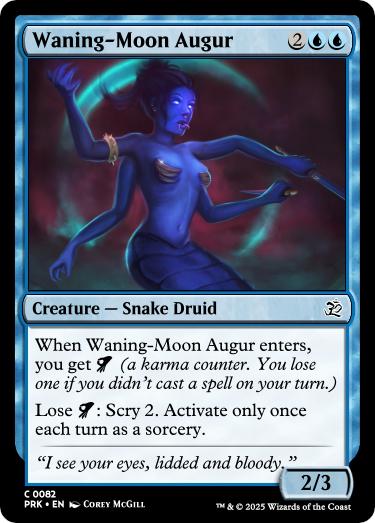 Waning-Moon Augur 2
Creature — Snake Druid
When Waning-Moon Augur enters,
you get (a karma counter. You lose
one if you didn't cast a spell on your turn.)
Lose : Scry 2. Activate only once
each turn as a sorcery.
“I see your eyes, lidded and bloody.”
2/3
C 0082
PRK • EN COREY MCGILL
™ & © 2025 Wizards of the Coast